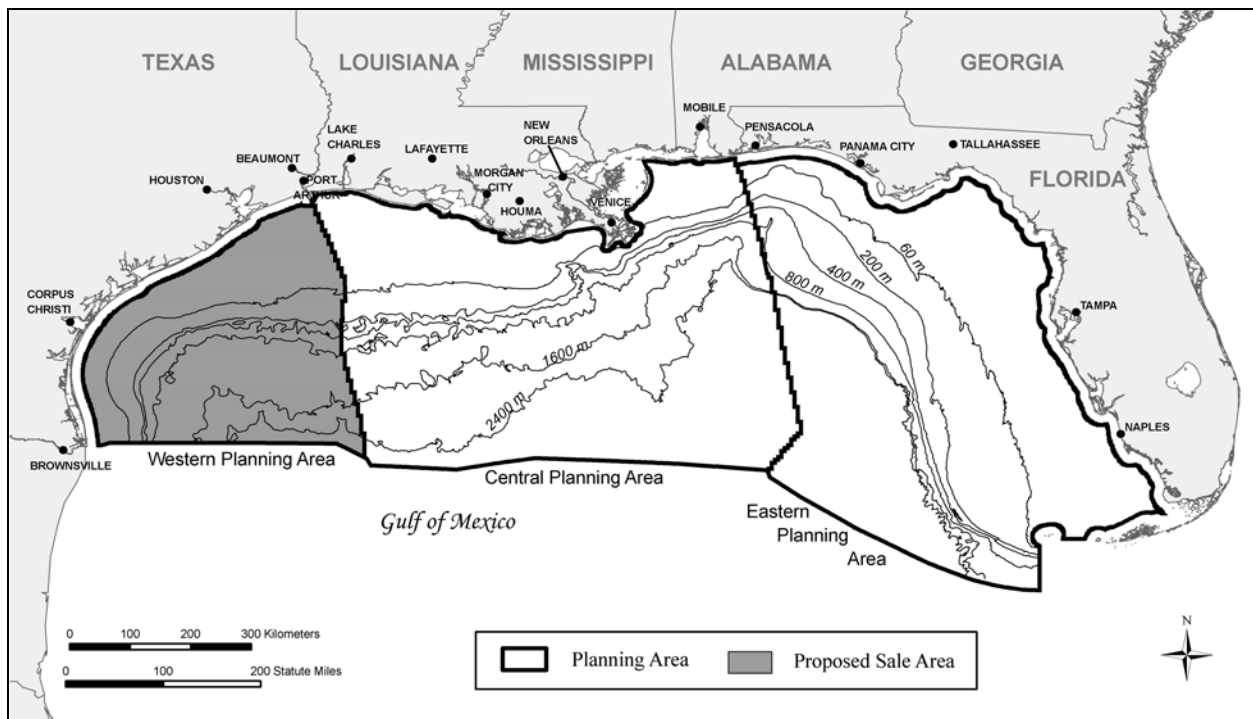 TEXAS
LOUISIANA
MISSISSIPPI
ALABAMA
GEORGIA
FLORIDA
MOBILE
PENSACOLA
PANAMA CITY
TALLAHASSEE
NEW
ORLEANS
LAKE
CHARLES
LAFAYETTE
BEAUMONT
HOUSTON
PORT
ARTHUR
MORGAN
CITY
HOUMA
VENICE
CORPUS
CHRISTI
BROWNSVILLE
TAMPA
NAPLES
60 m
200 m
400 m
800 m
1600 m
2400 m
Western Planning Area
Central Planning Area
Eastern
Planning
Area
Gulf of Mexico
0 100 200 300 Kilometers
0 100 200 Statute Miles
Planning Area
Proposed Sale Area
N